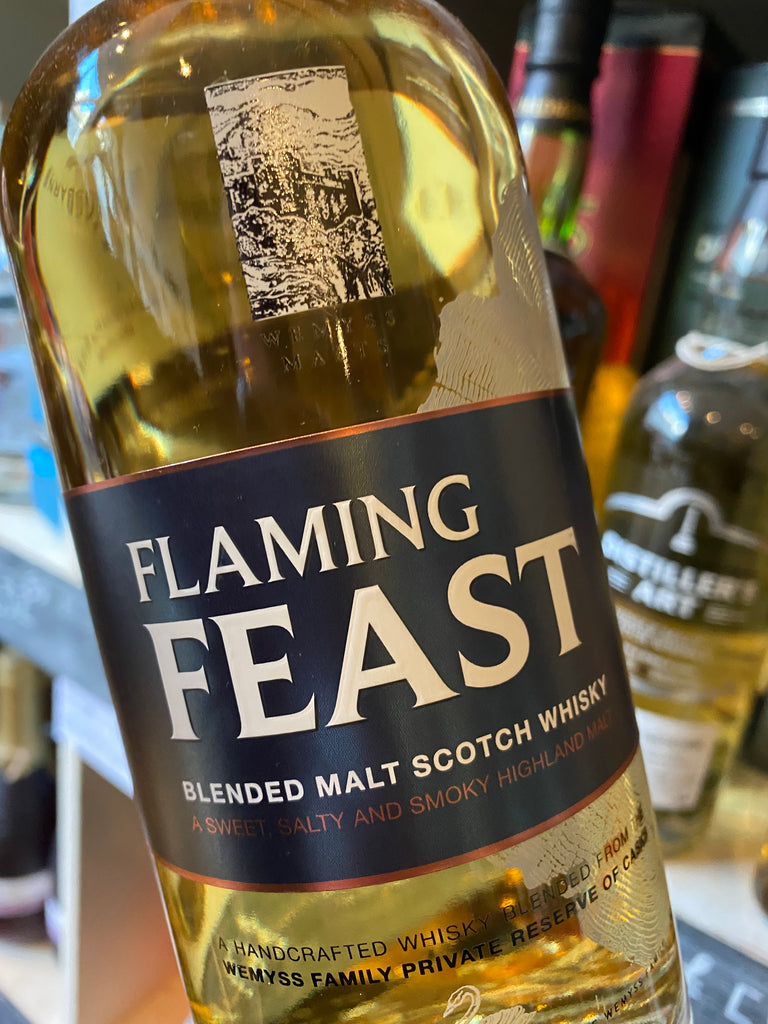 WEMYSS
MALTS
FLAMING
FEAST
BLENDED MALT SCOTCH WHISKY
A SWEET, SALTY AND SMOKY HIGHLAND MALT
A HANDCRAFTED WHISKY BLENDED FROM THE
WEMYSS FAMILY PRIVATE RESERVE OF CASKS
WEMYSS
DISTILLER'S
ART